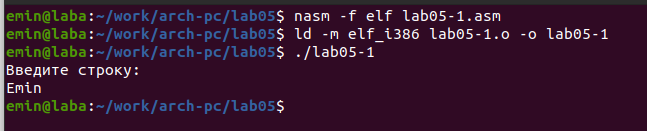 emin@laba:~/work/arch-pc/lab05$ nasm -f elf lab05-1.asm
emin@laba:~/work/arch-pc/lab05$ ld -m elf_i386 lab05-1.o -o lab05-1
emin@laba:~/work/arch-pc/lab05$ ./lab05-1
Введите строку:
Emin
emin@laba:~/work/arch-pc/lab05$